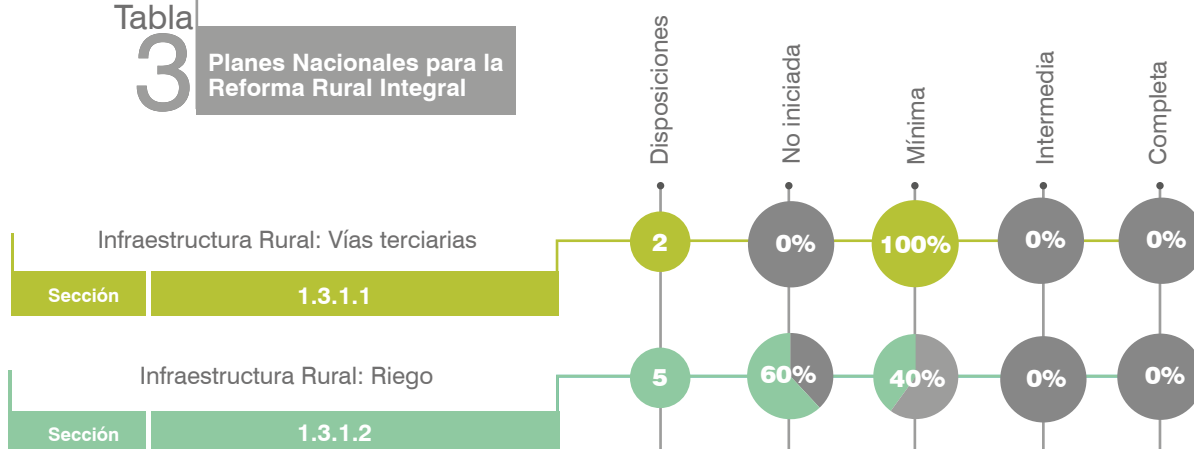 Tabla
3
Planes Nacionales para la
Reforma Rural Integral
Disposiciones
No iniciada
Mínima
Intermedia
Completa
Infraestructura Rural: Vías terciarias
2
0%
100%
0%
0%
Sección
1.3.1.1
Infraestructura Rural: Riego
5
60%
40%
0%
0%
Sección
1.3.1.2